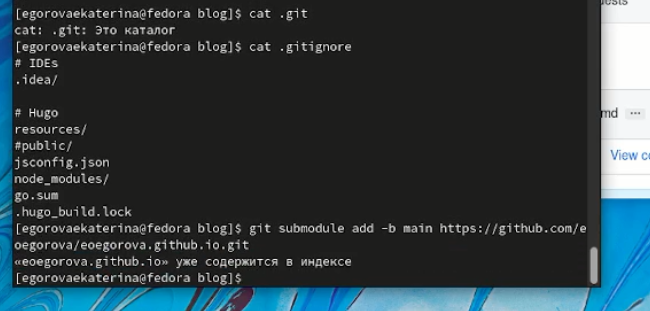 [egorovaekaterina@fedora blog]$ cat .git
cat: .git: Это каталог
[egorovaekaterina@fedora blog]$ cat .gitignore
# IDEs
.idea/
# Hugo
resources/
#public/
jsconfig.json
node_modules/
go.sum
.hugo_build.lock
[egorovaekaterina@fedora blog]$ git submodule add -b main https://github.com/e
oegorova/eoegorova.github.io.git
«eoegorova.github.io» уже содержится в индексе
[egorovaekaterina@fedora blog]$
md ...
View